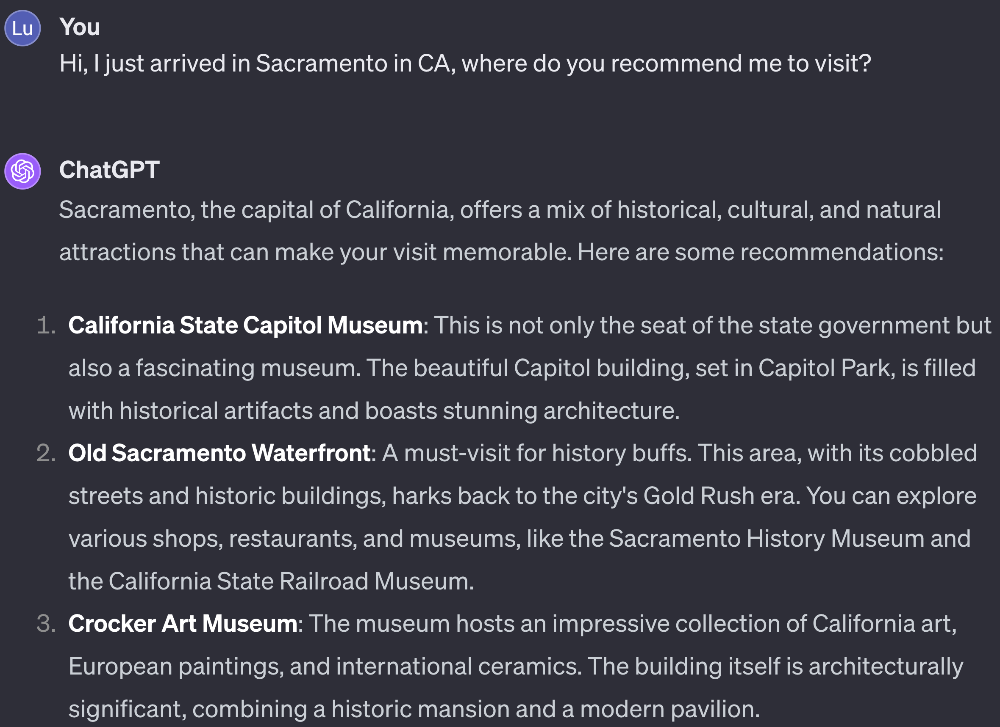 Lu
You
Hi, I just arrived in Sacramento in CA, where do you recommend me to visit?
ChatGPT
Sacramento, the capital of California, offers a mix of historical, cultural, and natural
attractions that can make your visit memorable. Here are some recommendations:
1. California State Capitol Museum: This is not only the seat of the state government but
also a fascinating museum. The beautiful Capitol building, set in Capitol Park, is filled
with historical artifacts and boasts stunning architecture.
2. Old Sacramento Waterfront: A must-visit for history buffs. This area, with its cobbled
streets and historic buildings, harks back to the city's Gold Rush era. You can explore
various shops, restaurants, and museums, like the Sacramento History Museum and
the California State Railroad Museum.
3. Crocker Art Museum: The museum hosts an impressive collection of California art,
European paintings, and international ceramics. The building itself is architecturally
significant, combining a historic mansion and a modern pavilion.